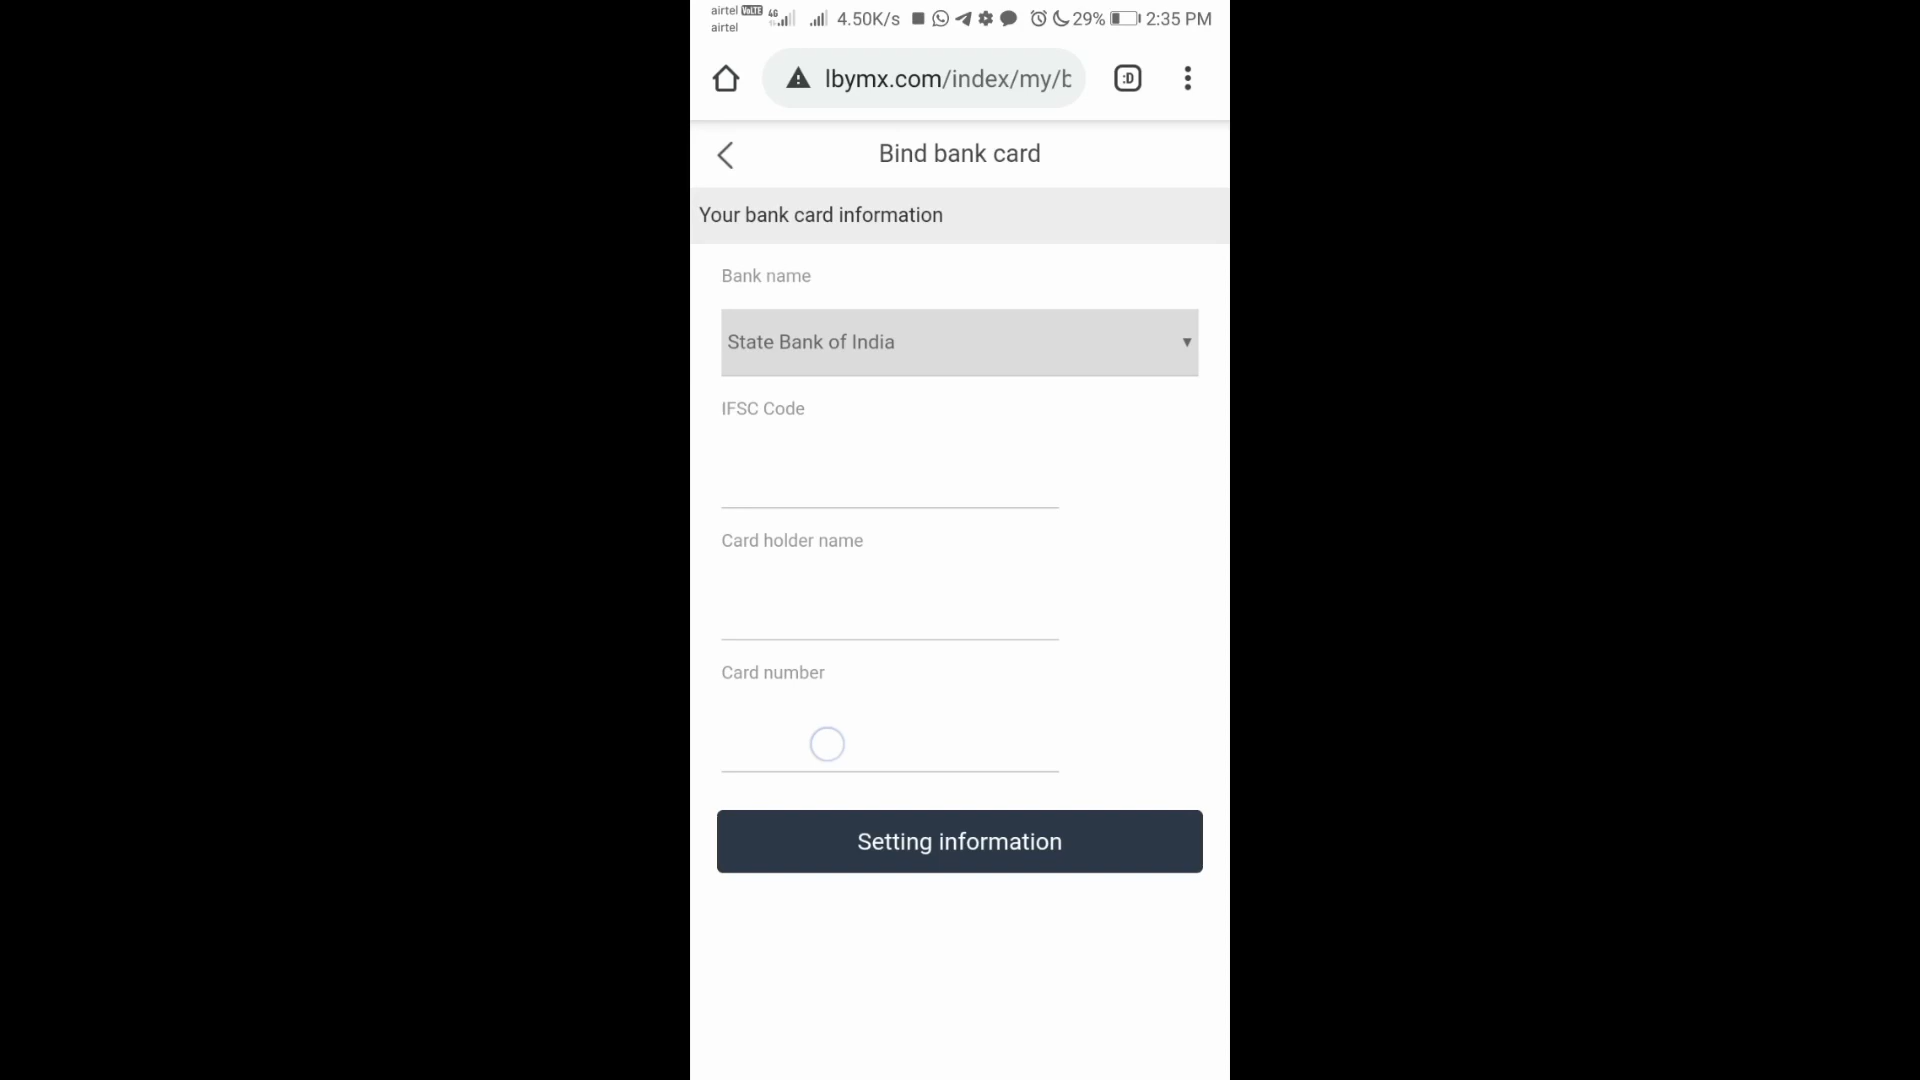 airtel VoLTE 4G 4.50K/s 29% 2:35 PM
airtel
lbymx.com/index/my/b
:D
Bind bank card
Your bank card information
Bank name
State Bank of India
IFSC Code
Card holder name
Card number
Setting information